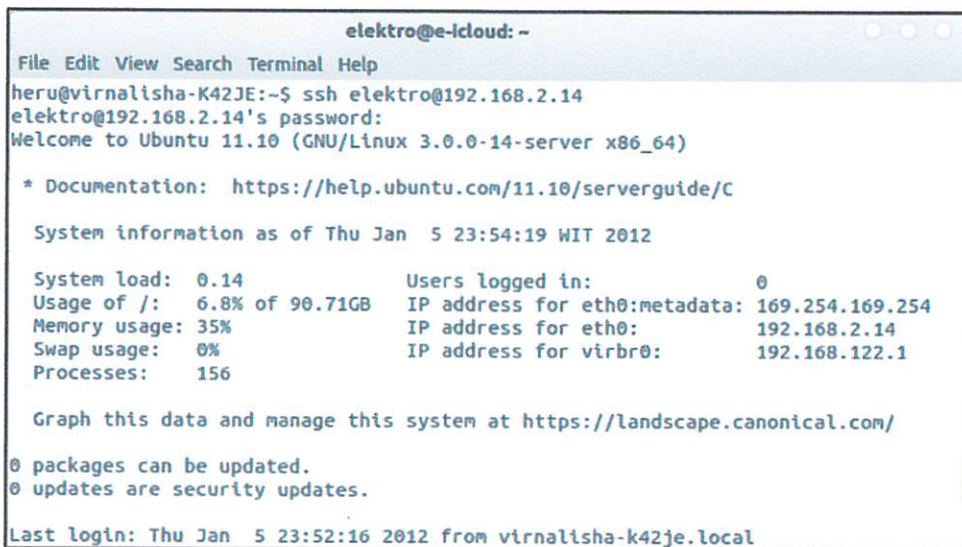 elektro@e-icloud: ~
File Edit View Search Terminal Help
heru@virnalisha-K42JE:~$ ssh elektro@192.168.2.14
elektro@192.168.2.14's password:
Welcome to Ubuntu 11.10 (GNU/Linux 3.0.0-14-server x86_64)
* Documentation: https://help.ubuntu.com/11.10/serverguide/C
System information as of Thu Jan 5 23:54:19 WIT 2012
System load: 0.14 Users logged in: 0
Usage of /: 6.8% of 90.71GB IP address for eth0:metadata: 169.254.169.254
Memory usage: 35% IP address for eth0: 192.168.2.14
Swap usage: 0% IP address for virbr0: 192.168.122.1
Processes: 156
Graph this data and manage this system at https://landscape.canonical.com/
0 packages can be updated.
0 updates are security updates.
Last login: Thu Jan 5 23:52:16 2012 from virnalisha-k42je.local